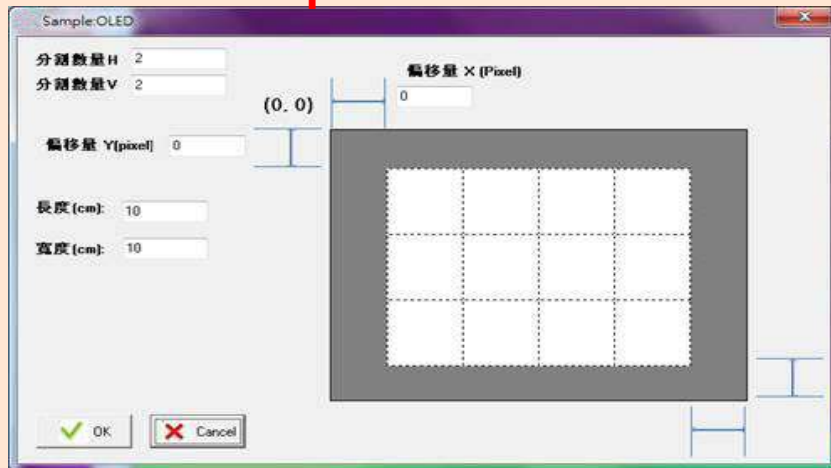 Sample:OLED
分割數量H 2
分割數量V 2
偏移量 X (Pixel)
0
(0, 0)
偏移量 Y(pixel) 0
長度(cm): 10
寬度(cm): 10
OK
Cancel